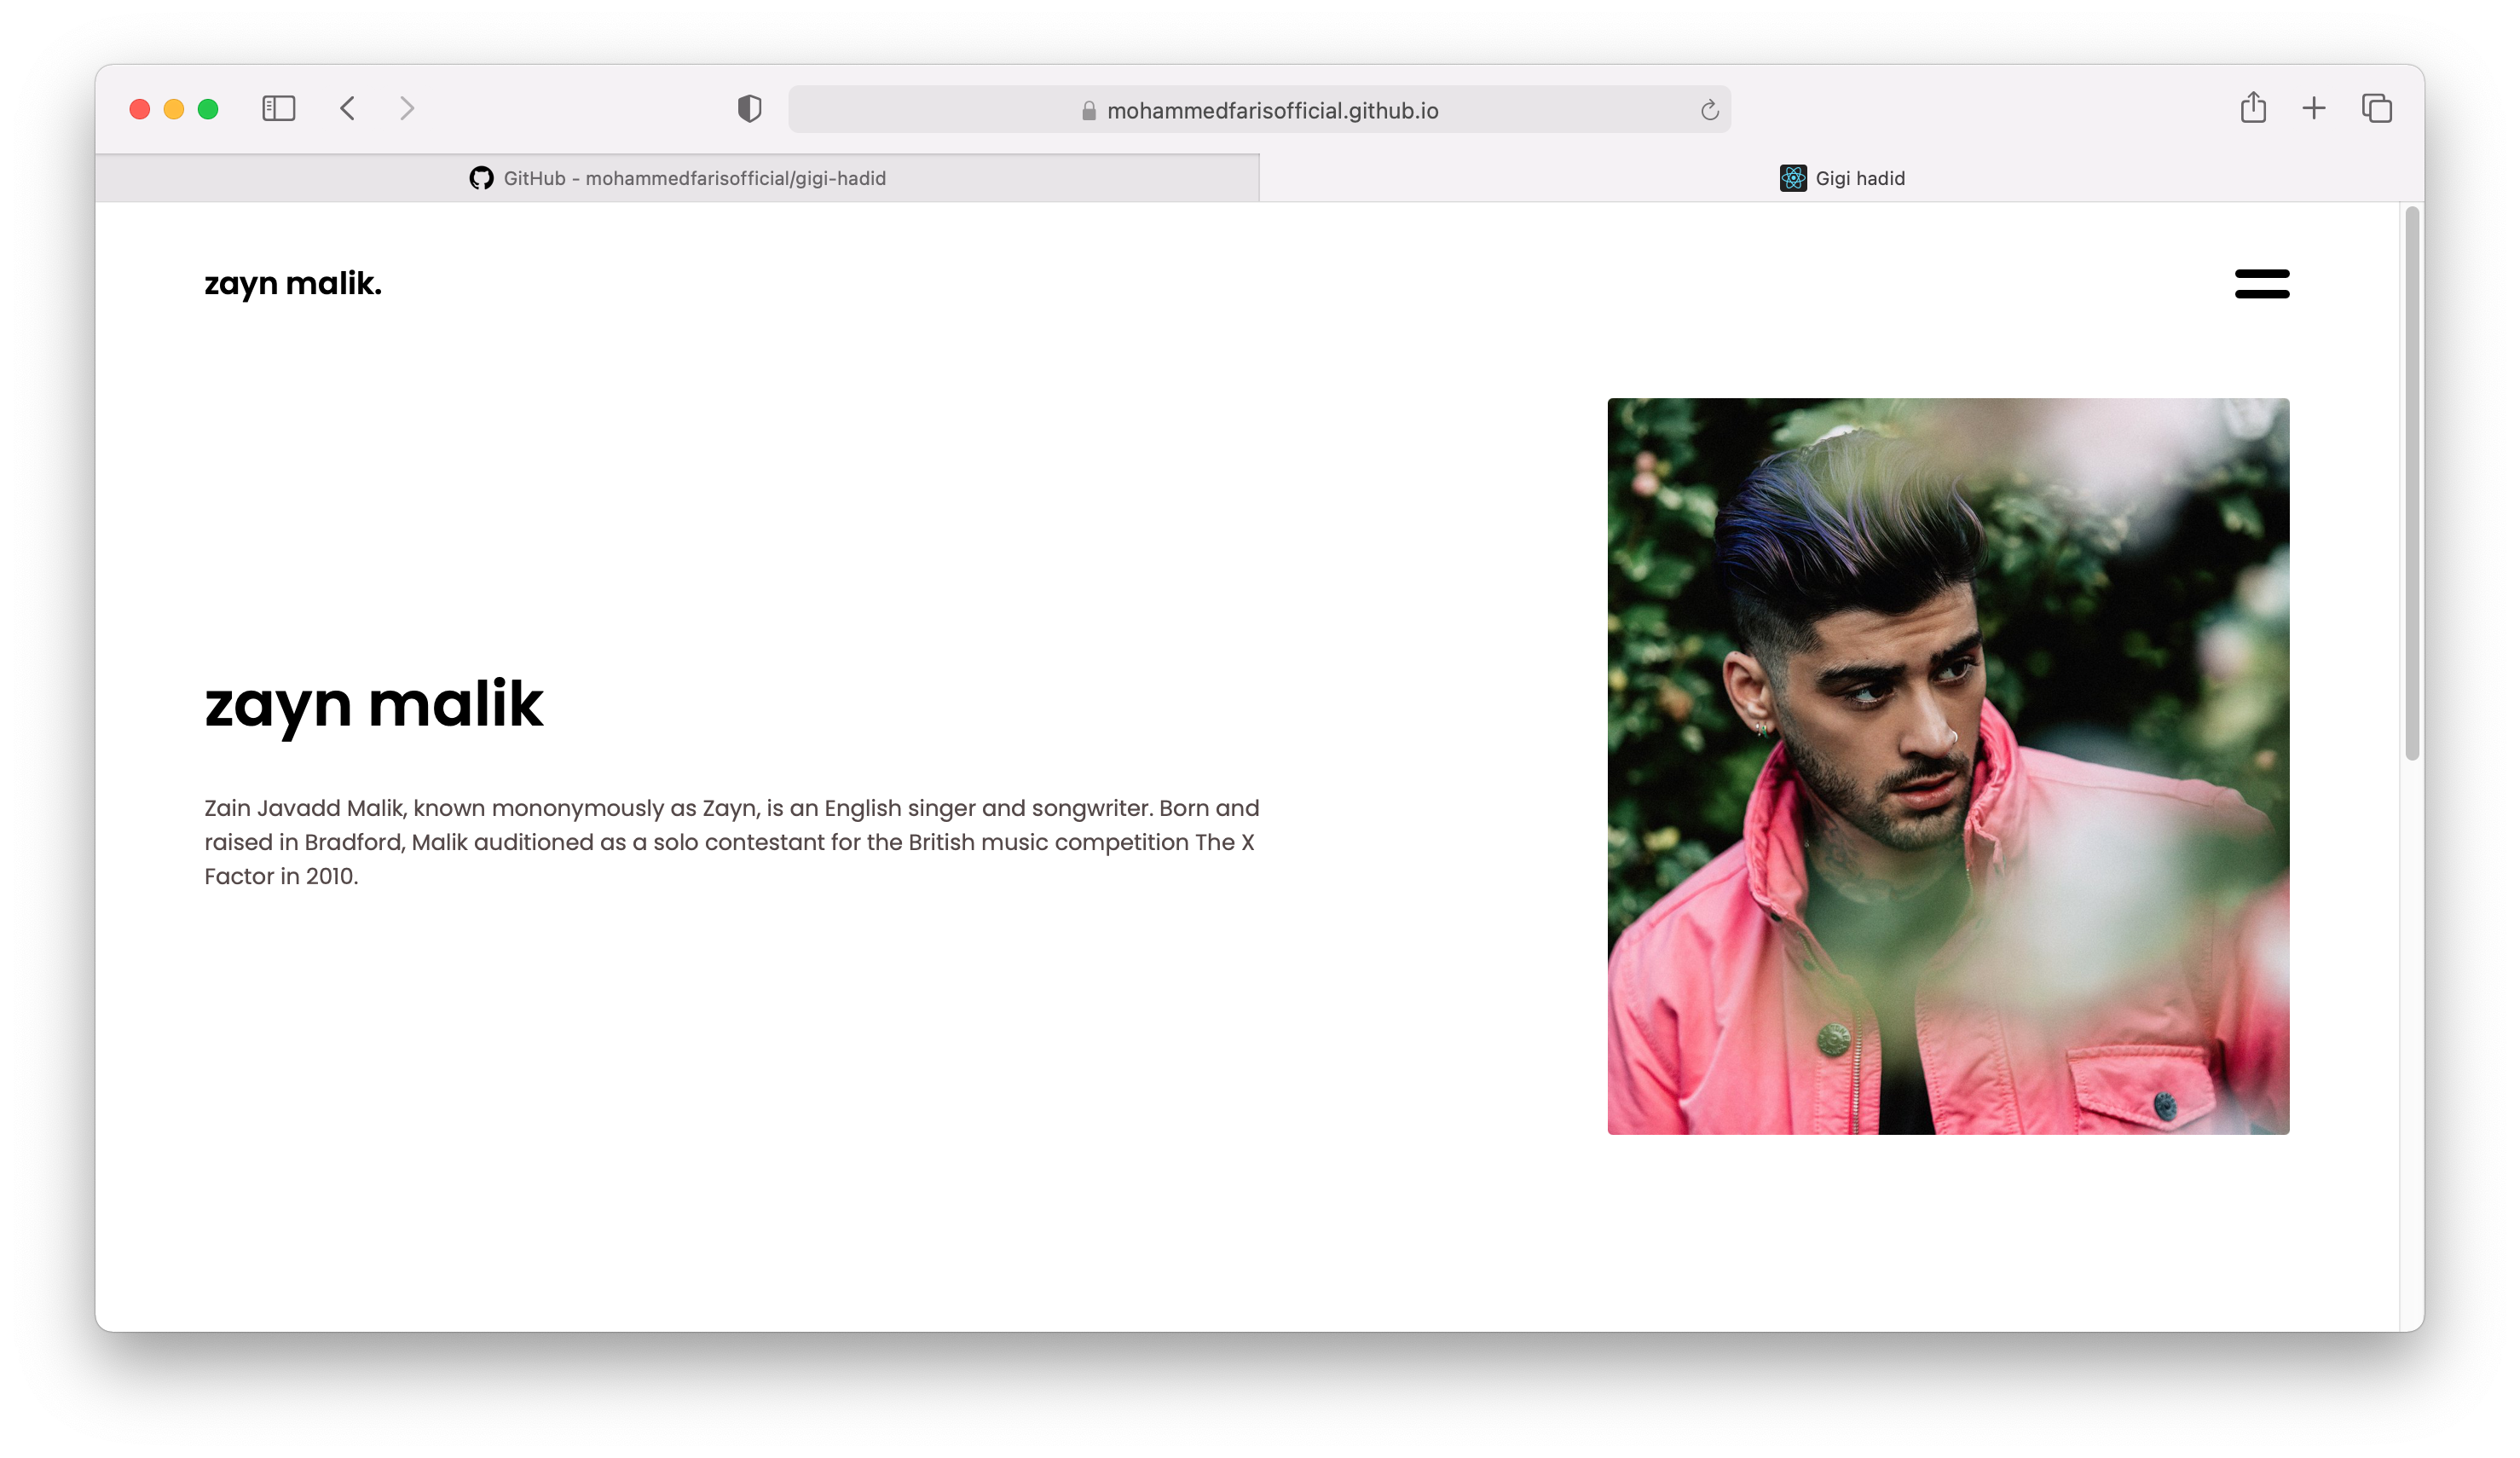 mohammedfarisofficial.github.io
GitHub - mohammedfarisofficial/gigi-hadid
Gigi hadid
zayn malik.
zayn malik
Zain Javadd Malik, known mononymously as Zayn, is an English singer and songwriter. Born and
raised in Bradford, Malik auditioned as a solo contestant for the British music competition The X
Factor in 2010.